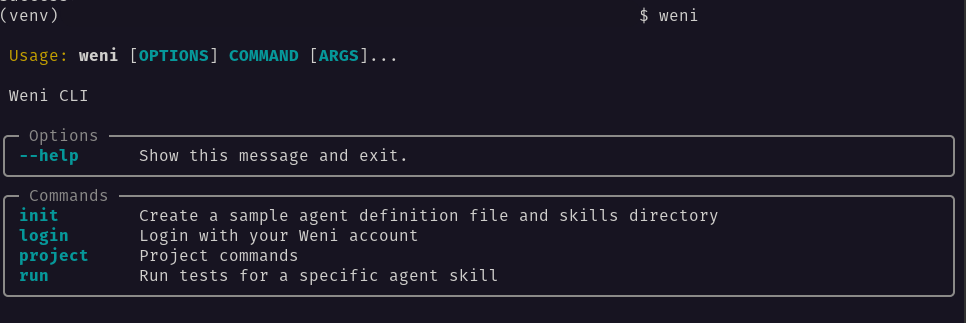 (venv) $ weni
Usage: weni [OPTIONS] COMMAND [ARGS]...
Weni CLI
Options
--help Show this message and exit.
Commands
init Create a sample agent definition file and skills directory
login Login with your Weni account
project Project commands
run Run tests for a specific agent skill